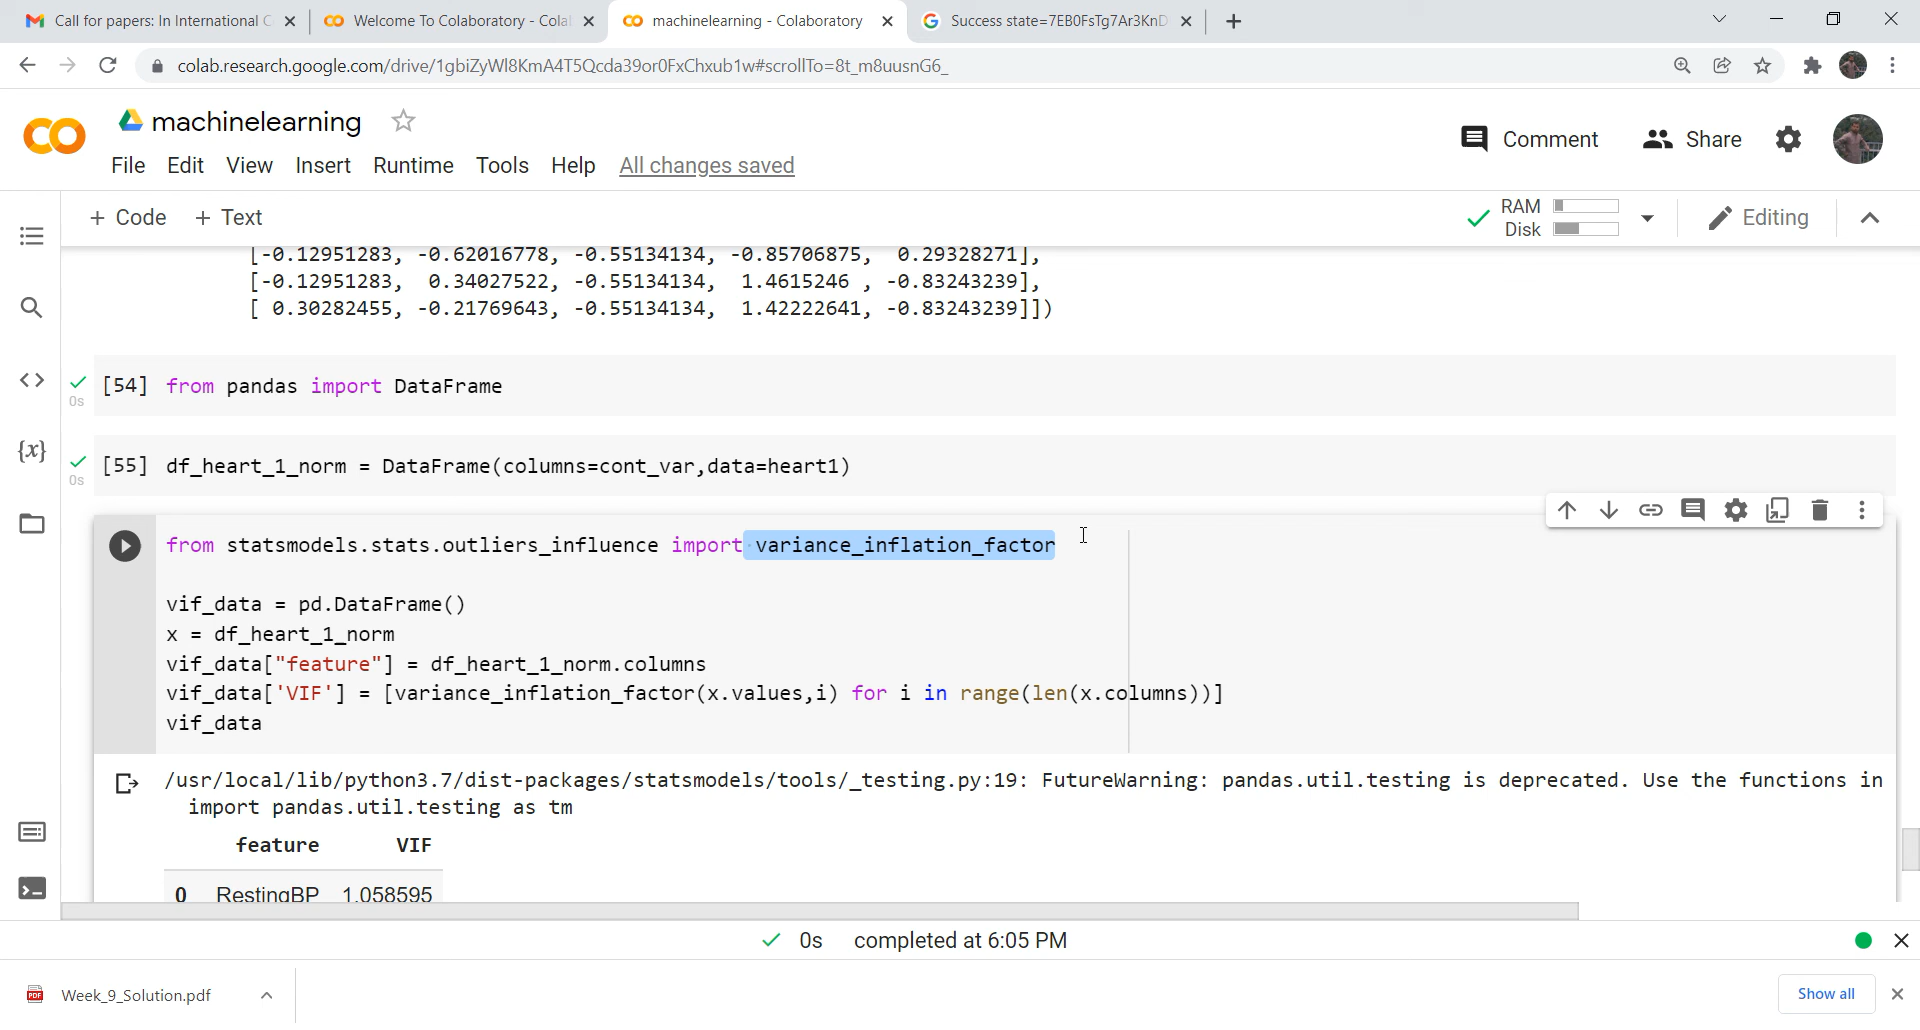 Call for papers: In International C
Welcome To Colaboratory - Colab
machinelearning - Colaboratory
Success state=7EB0FsTg7Ar3KnD
colab.research.google.com/drive/1gbiZyWl8KmA4T5Qcda39or0FxChxub1w#scrollTo=8t_m8uusnG6_
machinelearning
Comment
Share
File Edit View Insert Runtime Tools Help All changes saved
+ Code + Text
RAM
Disk
Editing
[-0.12951283, -0.62016778, -0.55134134, -0.85706875,  0.29328271],
[-0.12951283,  0.34027522, -0.55134134,  1.4615246 , -0.83243239],
[ 0.30282455, -0.21769643, -0.55134134,  1.42222641, -0.83243239]])
[54] from pandas import DataFrame
0s
[55] df_heart_1_norm = DataFrame(columns=cont_var,data=heart1)
0s
from statsmodels.stats.outliers_influence import variance_inflation_factor
vif_data = pd.DataFrame()
x = df_heart_1_norm
vif_data["feature"] = df_heart_1_norm.columns
vif_data['VIF'] = [variance_inflation_factor(x.values,i) for i in range(len(x.columns))]
vif_data
/usr/local/lib/python3.7/dist-packages/statsmodels/tools/_testing.py:19: FutureWarning: pandas.util.testing is deprecated. Use the functions in
import pandas.util.testing as tm
feature VIF
0 RestingBP 1.058595
0s completed at 6:05 PM
Week_9_Solution.pdf
Show all